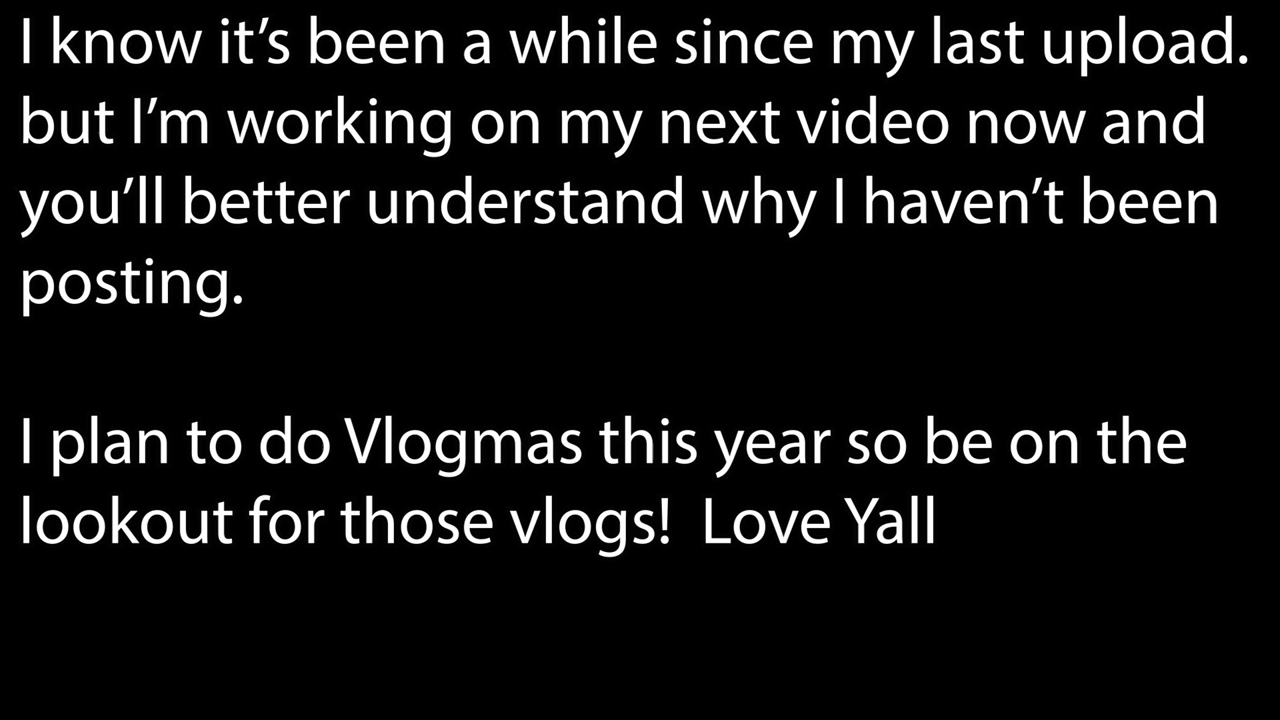 I know it’s been a while since my last upload.
but I’m working on my next video now and
you’ll better understand why I haven’t been
posting.
I plan to do Vlogmas this year so be on the
lookout for those vlogs!  Love Yall